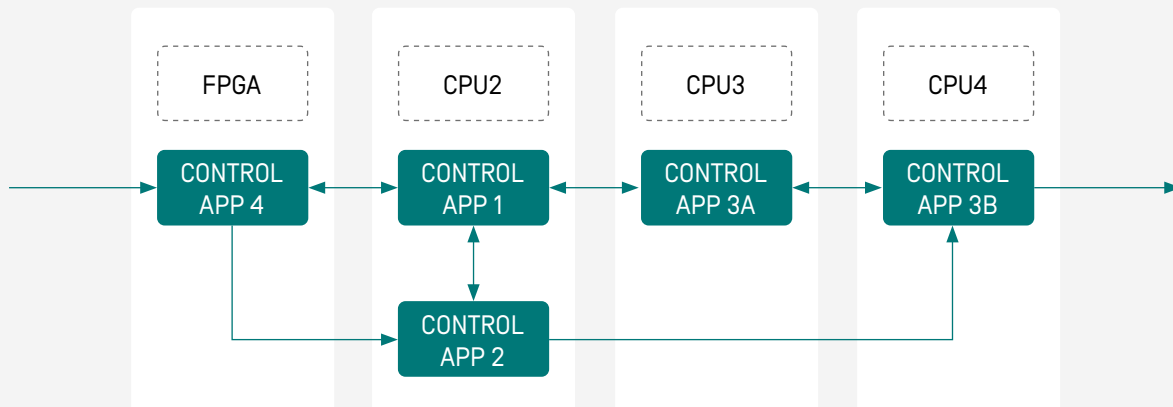 FPGA
CPU2
CPU3
CPU4
CONTROL
APP 4
CONTROL
APP 1
CONTROL
APP 3A
CONTROL
APP 3B
CONTROL
APP 2